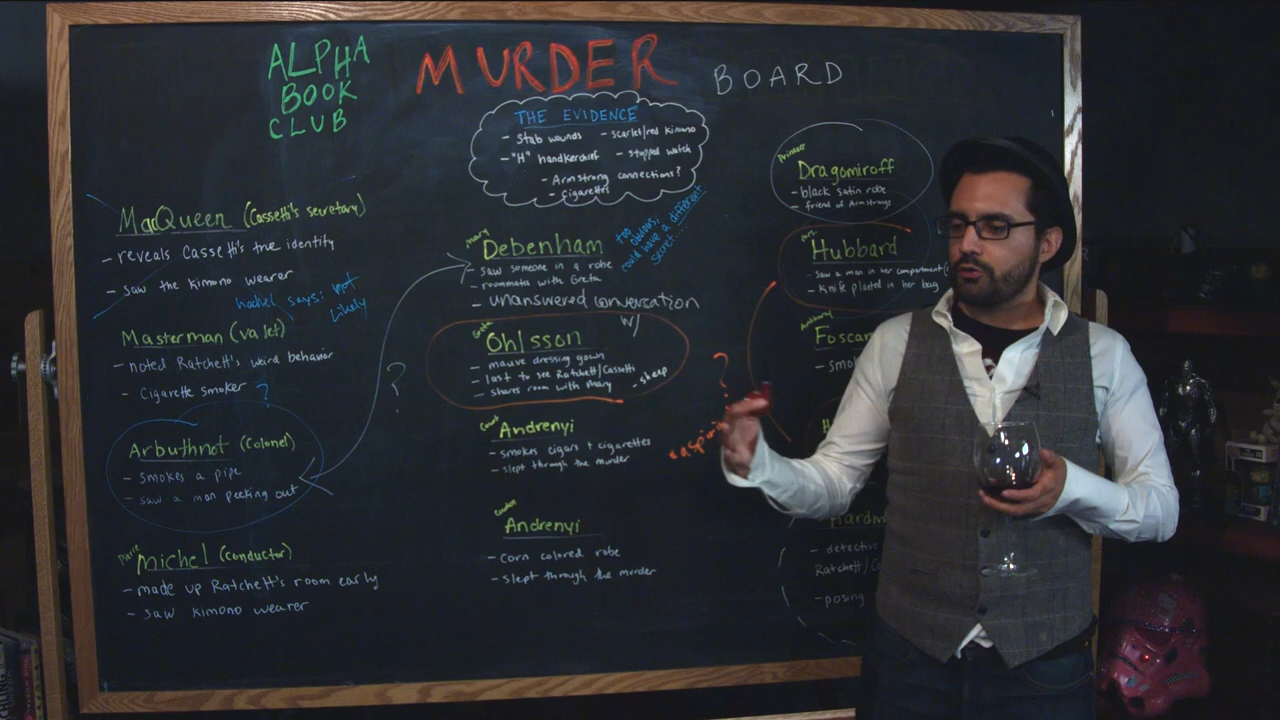 ALPHA
BOOK
CLUB
MURDER BOARD
THE EVIDENCE
- Stab wounds - scarlet/red kimono
- "H" handkerchief - stopped watch
- Armstrong connections?
- cigarettes
MacQueen (Cassetti's secretary)
- reveals Cassetti's true identity
- saw the kimono wearer
says: not
likely
Masterman (valet)
- noted Ratchett's weird behavior
- Cigarette smoker ?
Arbuthnot (Colonel)
- smokes a pipe
- saw a man peeking out
Pierre
Michel (conductor)
- made up Ratchett's room early
- saw kimono wearer
?
Mary
Debenham
- saw someone in a robe
- roommates with Greta
- unanswered conversation
w/
too
obvious,
could have a different
secret...
Greta
Ohlsson
- mauve dressing gown
- last to see Ratchett/Cassetti
- shares room with Mary
Count
Andrenyi
- smokes cigars + cigarettes
- slept through the murder
Countess
Andrenyi
- corn colored robe
- slept through the murder
Princess
Dragomiroff
- black satin robe
- friend of Armstrongs
Mrs.
Hubbard
- saw a man in her compartment
- knife planted in her bag
?
Foscar
- smo
Hardm
- detective
Ratchett/Ca
- posing